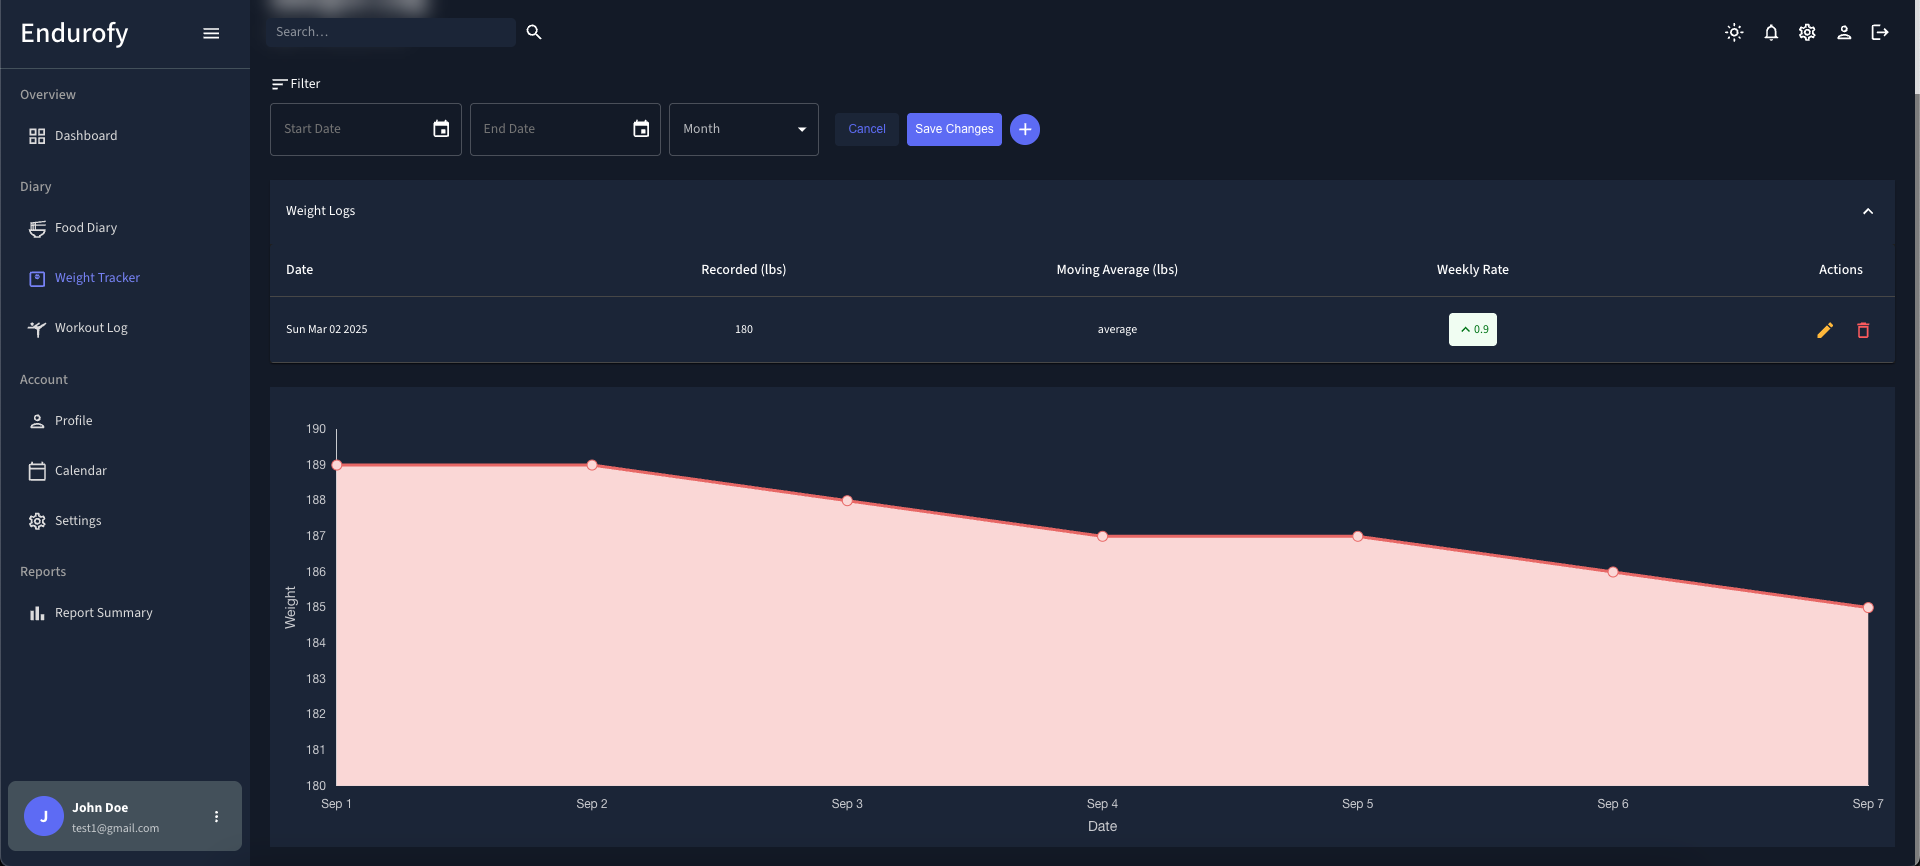 Endurofy
Search...
Overview
Dashboard
Diary
Food Diary
Weight Tracker
Workout Log
Account
Profile
Calendar
Settings
Reports
Report Summary
J
John Doe
test1@gmail.com
Filter
Start Date
End Date
Month
Cancel
Save Changes
Weight Logs
Date Recorded (lbs) Moving Average (lbs) Weekly Rate Actions
Sun Mar 02 2025 180 average 0.9
190
189
188
187
186
185
184
183
182
181
180
Weight
Sep 1 Sep 2 Sep 3 Sep 4 Sep 5 Sep 6 Sep 7
Date